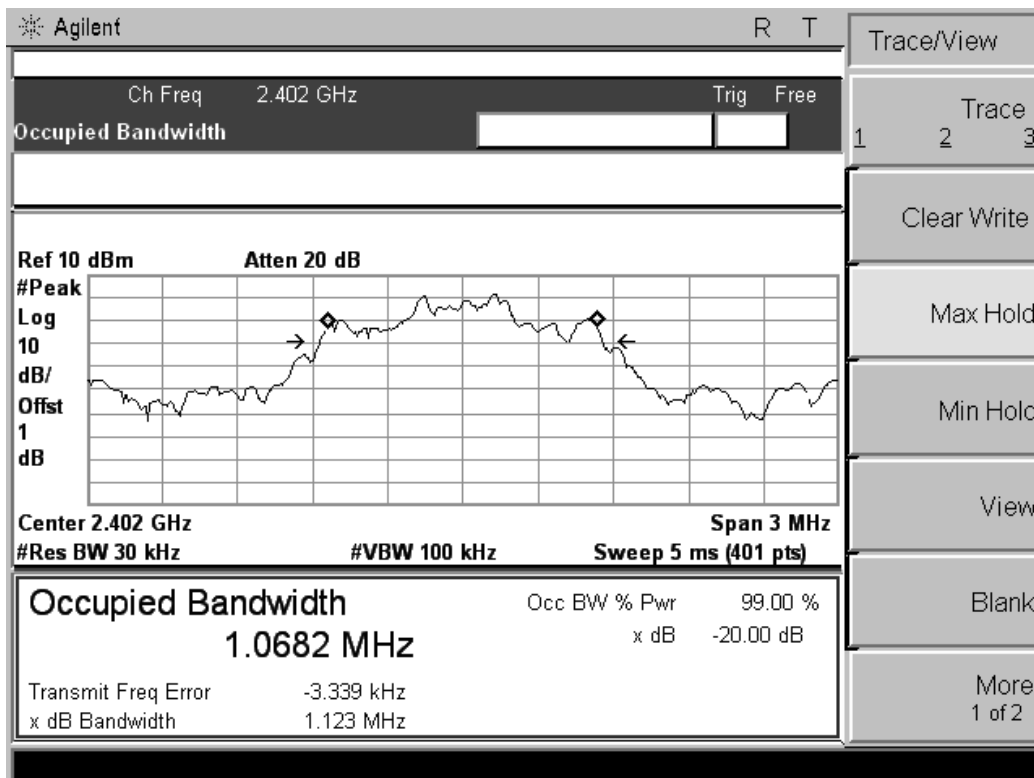 Agilent R T
Ch Freq 2.402 GHz Trig Free
Occupied Bandwidth
Ref 10 dBm Atten 20 dB
#Peak
Log
10
dB/
Offst
1
dB
Center 2.402 GHz Span 3 MHz
#Res BW 30 kHz #VBW 100 kHz Sweep 5 ms (401 pts)
Occupied Bandwidth
1.0682 MHz
Occ BW % Pwr 99.00 %
x dB -20.00 dB
Transmit Freq Error -3.339 kHz
x dB Bandwidth 1.123 MHz
Trace/View
Trace
1 2 3
Clear Write
Max Hold
Min Hold
View
Blank
More
1 of 2